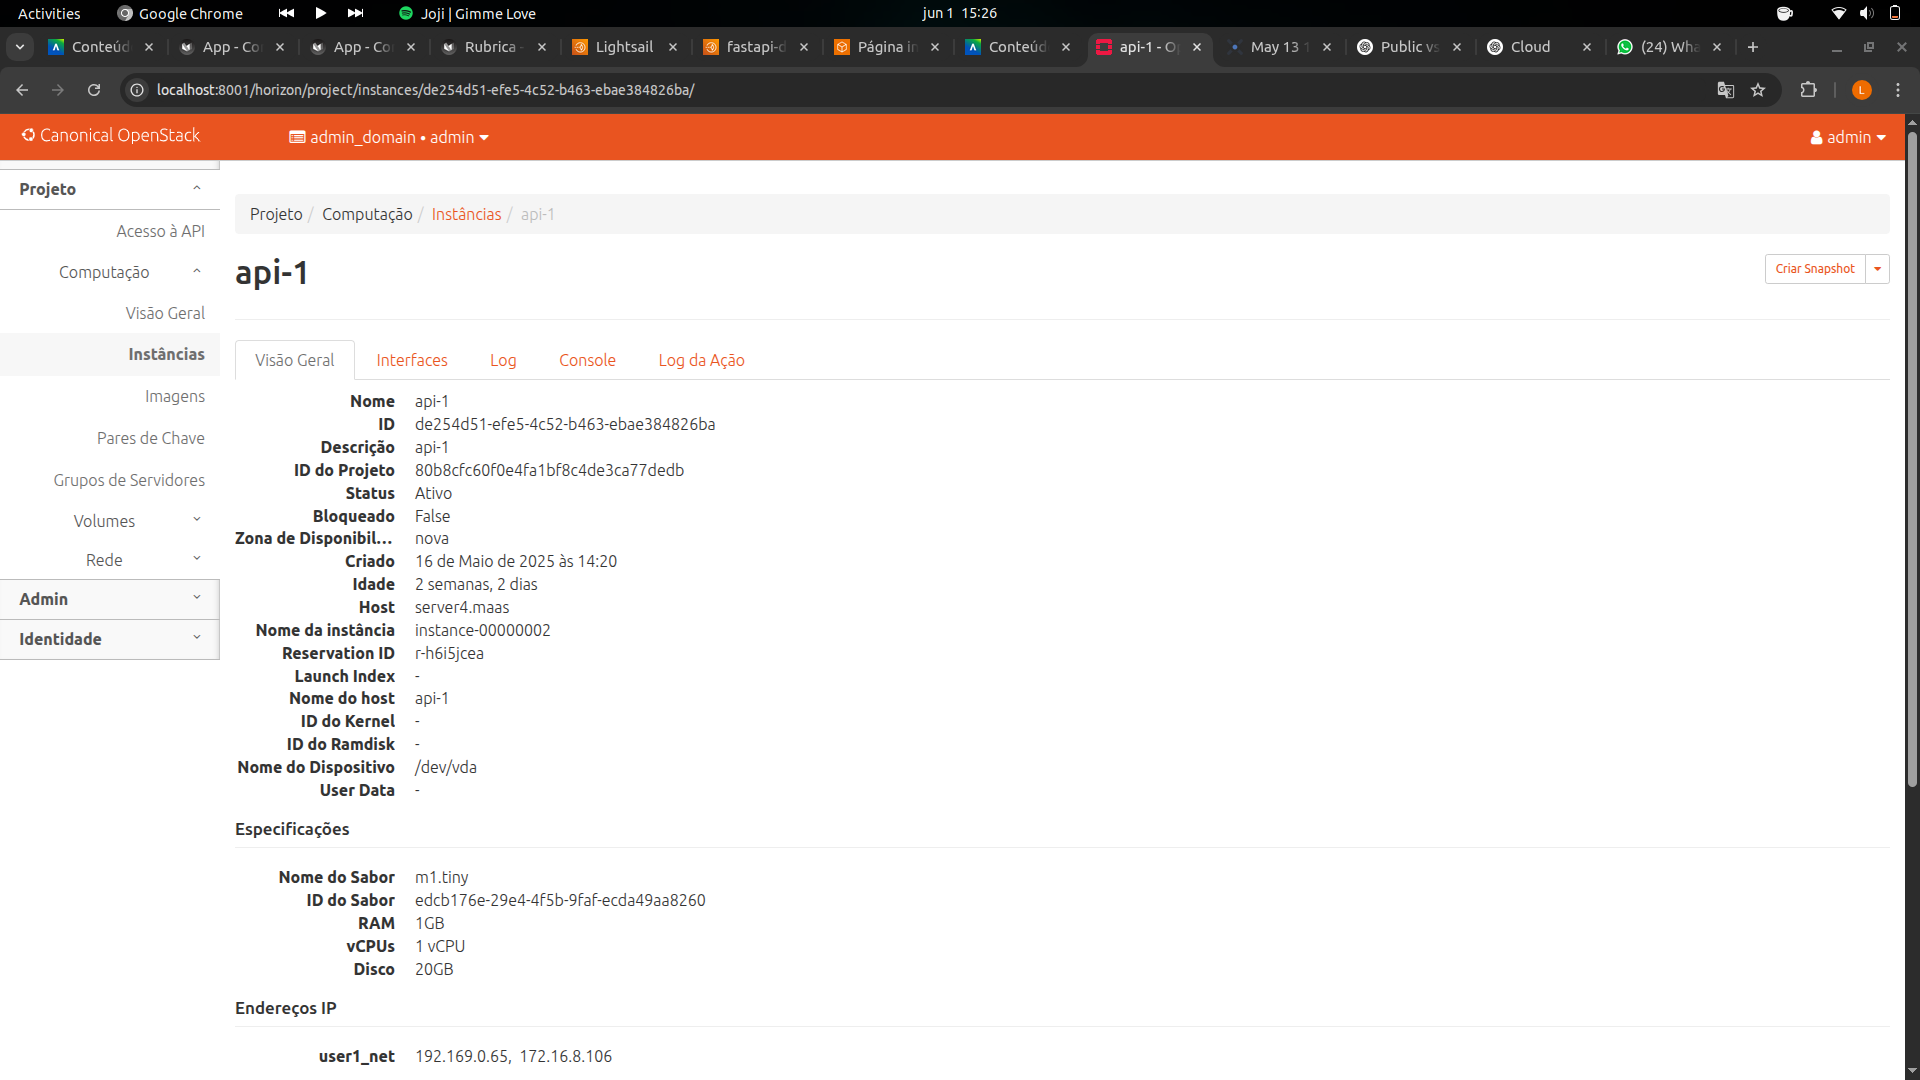 Activities Google Chrome Joji | Gimme Love jun 1 15:26
Conteúd App - Co App - Co Rubrica - Lightsail fastapi-d Página in Conteúd api-1 - Op May 13 1 Public vs Cloud (24) Wha
localhost:8001/horizon/project/instances/de254d51-efe5-4c52-b463-ebae384826ba/ L
Canonical OpenStack admin_domain • admin admin
Projeto
Acesso à API
Computação
Visão Geral
Instâncias
Imagens
Pares de Chave
Grupos de Servidores
Volumes
Rede
Admin
Identidade
Projeto / Computação / Instâncias / api-1
api-1
Criar Snapshot
Visão Geral Interfaces Log Console Log da Ação
Nome api-1
ID de254d51-efe5-4c52-b463-ebae384826ba
Descrição api-1
ID do Projeto 80b8cfc60f0e4fa1bf8c4de3ca77dedb
Status Ativo
Bloqueado False
Zona de Disponibil... nova
Criado 16 de Maio de 2025 às 14:20
Idade 2 semanas, 2 dias
Host server4.maas
Nome da instância instance-00000002
Reservation ID r-h6i5jcea
Launch Index -
Nome do host api-1
ID do Kernel -
ID do Ramdisk -
Nome do Dispositivo /dev/vda
User Data -
Especificações
Nome do Sabor m1.tiny
ID do Sabor edcb176e-29e4-4f5b-9faf-ecda49aa8260
RAM 1GB
vCPUs 1 vCPU
Disco 20GB
Endereços IP
user1_net 192.169.0.65, 172.16.8.106